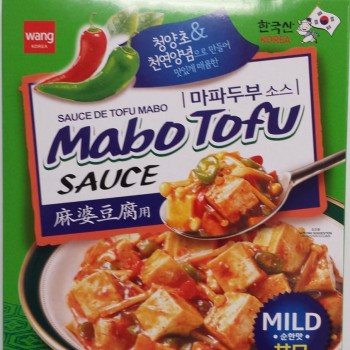 wang
KOREA
청양초&
천연양념으로 만들어
맛있게 매콤한
한국산
KOREA
SAUCE DE TOFU MABO
마파두부 소스
Mabo Tofu
SAUCE
麻婆豆腐用
MILD
순한맛